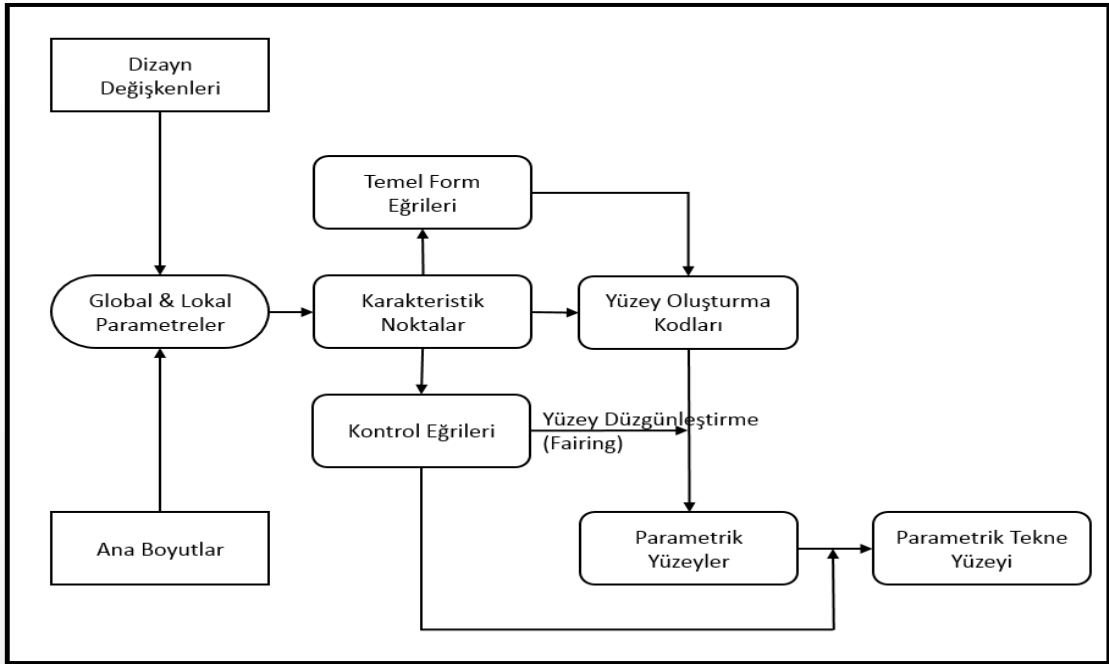 Dizayn
Değişkenleri
Temel Form
Eğrileri
Global & Lokal
Parametreler
Karakteristik
Noktalar
Yüzey Oluşturma
Kodları
Kontrol Eğrileri
Yüzey Düzgünleştirme
(Fairing)
Ana Boyutlar
Parametrik
Yüzeyler
Parametrik Tekne
Yüzeyi